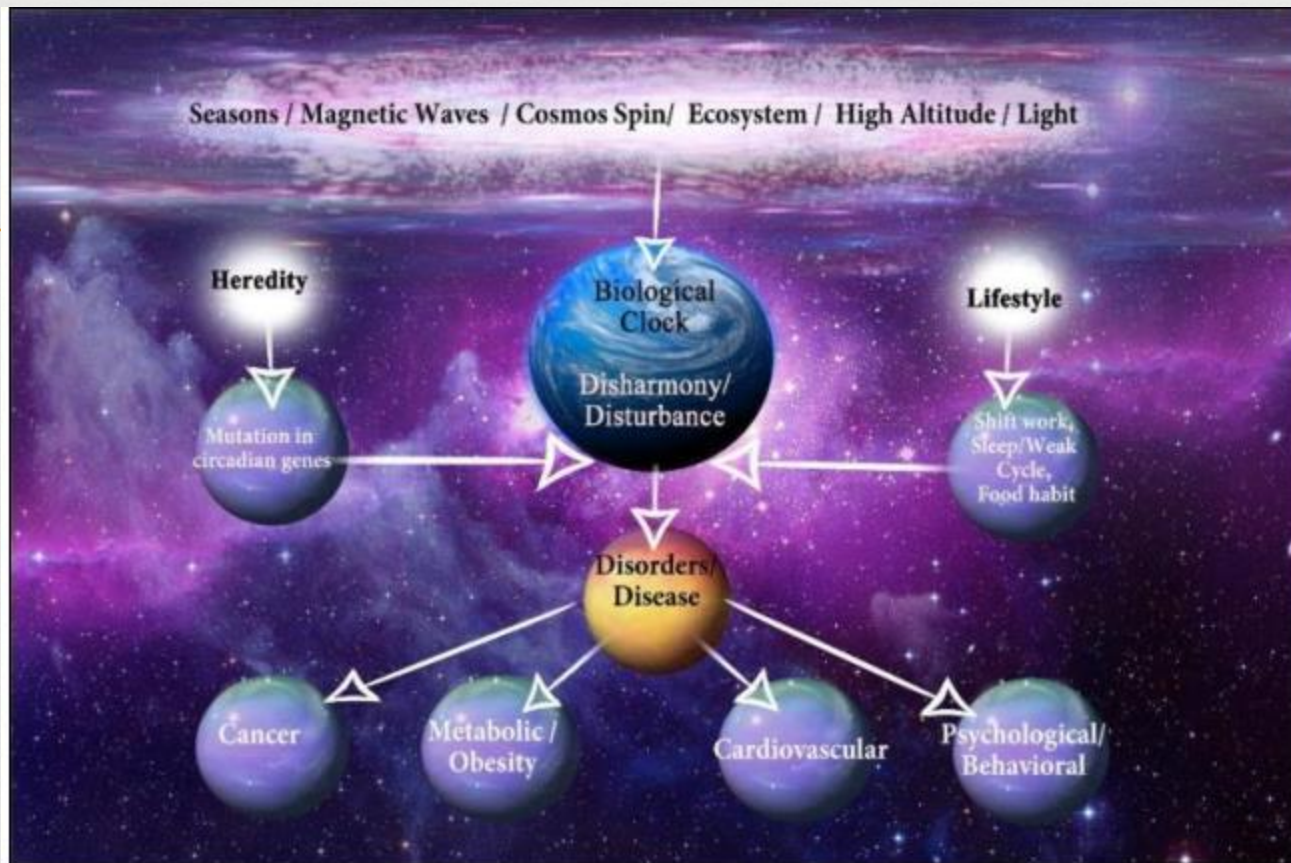 Seasons / Magnetic Waves / Cosmos Spin/ Ecosystem / High Altitude / Light
Heredity
Biological
Clock
Disharmony/
Disturbance
Lifestyle
Mutation in
circadian genes
Shift work,
Sleep/Weak
Cycle,
Food habit
Disorders/
Disease
Cancer
Metabolic /
Obesity
Cardiovascular
Psychological/
Behavioral